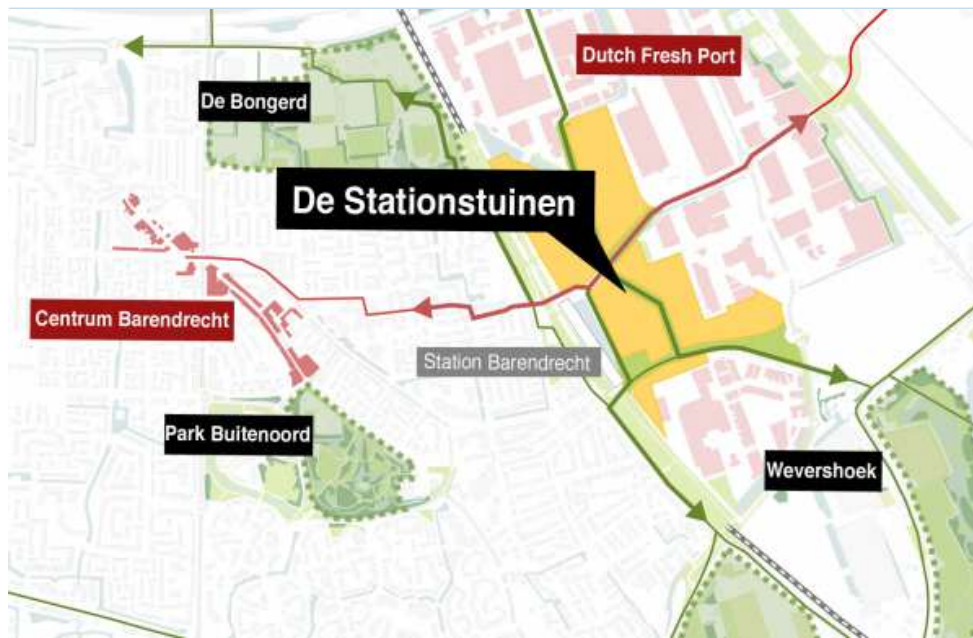 Dutch Fresh Port
De Bongerd
De Stationstuinen
Centrum Barendrecht
Station Barendrecht
Park Buitenoord
Wevershoek